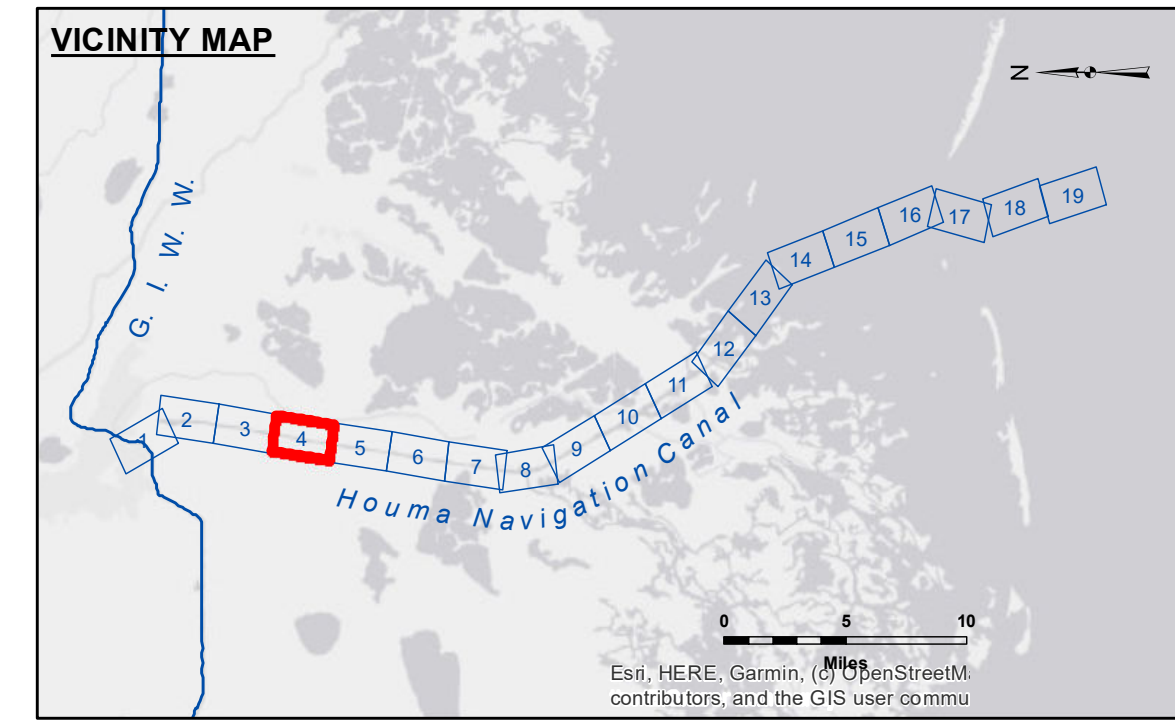 VICINITY MAP
N
G. I. W. W.
1
2
3
4
5
6
7
8
9
10
11
12
13
14
15
16
17
18
19
Houma Navigation Canal
0 5 10
Miles
Esri, HERE, Garmin, (c) OpenStreetM
contributors, and the GIS user commu